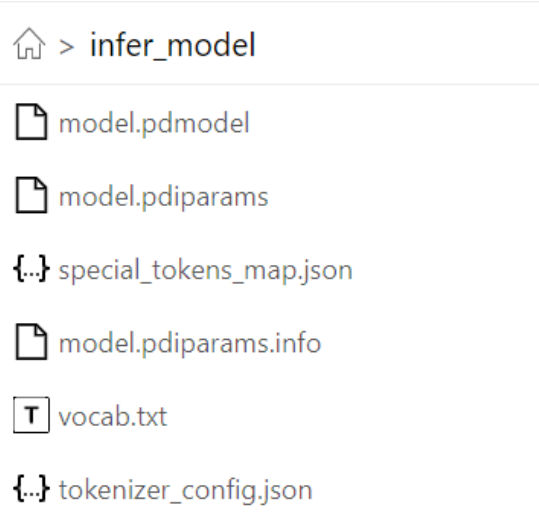 > infer_model
model.pdmodel
model.pdiparams
{...} special_tokens_map.json
model.pdiparams.info
T vocab.txt
{...} tokenizer_config.json